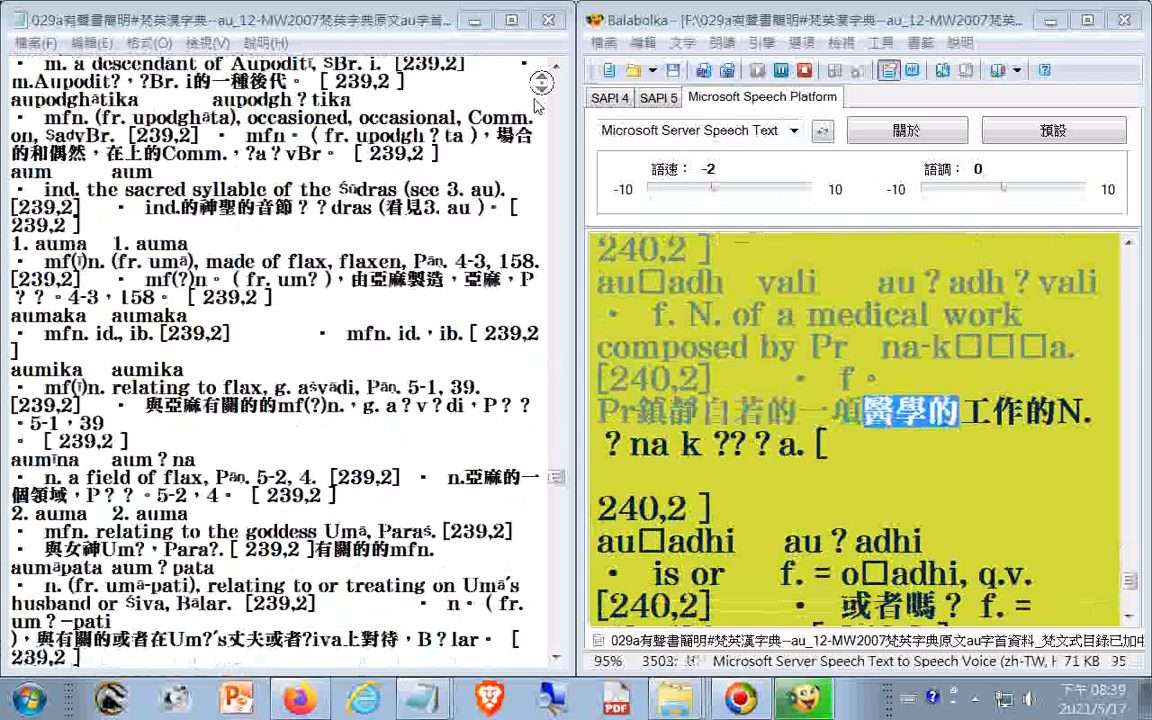 029a有聲書簡明#梵英漢字典--au_12-MW2007梵英字典原文au字首...
檔案(F) 編輯(E) 格式(O) 檢視(V) 說明(H)
• m. a descendant of Aupoditī, ŚBr. i. [239,2] •
m.Aupodit?，?Br. i的一種後代。 [ 239,2 ]
aupodghātika aupodgh ? tika
• mfn. (fr. upodghāta), occasioned, occasional, Comm.
on, SaḍvBr. [239,2] • mfn。( fr. upodgh ? ta )，場合
的和偶然，在上的Comm.，?a ? vBr。 [ 239,2 ]
aum aum
• ind. the sacred syllable of the Śūdras (see 3. au).
[239,2] • ind.的神聖的音節 ? ? dras (看見3. au )。 [
239,2 ]
1. auma 1. auma
• mf(ī)n. (fr. umā), made of flax, flaxen, Pāṇ. 4-3, 158.
[239,2] • mf(?)n。( fr. um? )，由亞麻製造，亞麻，P
? ? 。4-3，158。 [ 239,2 ]
aumaka aumaka
• mfn. id., ib. [239,2] • mfn. id.，ib. [ 239,2
]
aumika aumika
• mf(ī)n. relating to flax, g. aśvādi, Pāṇ. 5-1, 39.
[239,2] • 與亞麻有關的的mf(?)n.，g. a ? v ? di，P ? ?
。5-1，39
。 [ 239,2 ]
aumīna aum ? na
• n. a field of flax, Pāṇ. 5-2, 4. [239,2] • n.亞麻的一
個領域，P ? ? 。5-2，4。 [ 239,2 ]
2. auma 2. auma
• mfn. relating to the goddess Umā, Paraś. [239,2]
• 與女神Um?，Para?. [ 239,2 ]有關的的mfn.
aumāpata aum ? pata
• n. (fr. umā-pati), relating to or treating on Umā's
husband or Śiva, Bālar. [239,2] • n。( fr.
um ? –pati
)，與有關的或者在Um?'s丈夫或者?iva上對待，B ? lar。 [
239,2 ]
Balabolka - [F:\029a有聲書簡明#梵英漢字典--au_12-MW2007梵英...
檔案 編輯 文字 朗讀 引擎 選項 檢視 工具 書籤 說明
SAPI 4 SAPI 5 Microsoft Speech Platform
Microsoft Server Speech Text 關於 預設
語速： -2 語調： 0
-10 10 -10 10
240,2 ]
au□adh vali au ? adh ? vali
• f. N. of a medical work
composed by Pr na-k□□□a.
[240,2] • f。
Pr鎮靜自若的一項醫學的工作的N.
? na k ?? ? a. [
240,2 ]
au□adhi au ? adhi
• is or f. = o□adhi, q.v.
[240,2] • 或者嗎？ f. =
029a有聲書簡明#梵英漢字典--au_12-MW2007梵英字典原文au字首資料_梵文式目錄已加中
95% 3503: Microsoft Server Speech Text to Speech Voice (zh-TW, H 71 KB 95
PDF
下午 08:39
2021/5/17